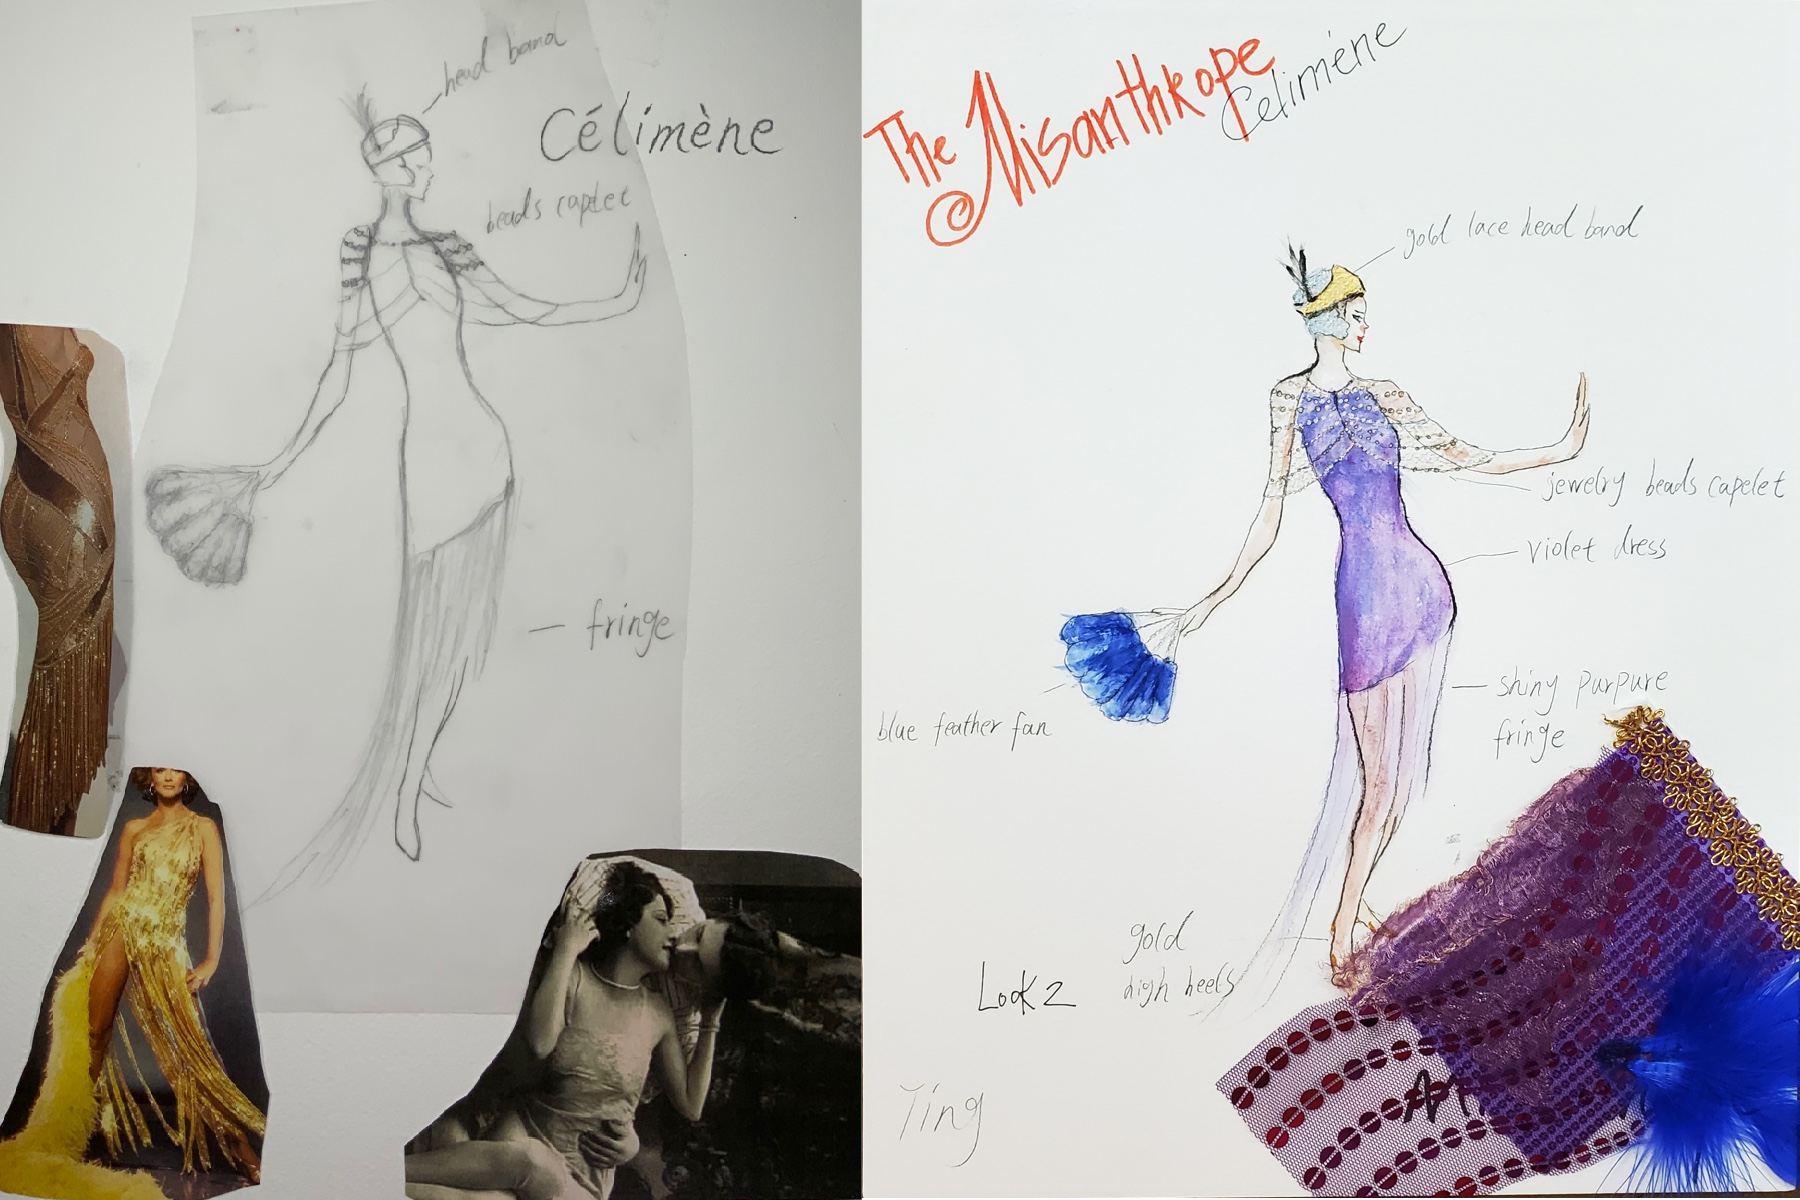 head band
Célimène
beads caplet
fringe
The Misanthrope
Célimène
gold lace head band
jewelry beads capelet
violet dress
shiny purpure
fringe
blue feather fan
gold
high heels
Look 2
Ying